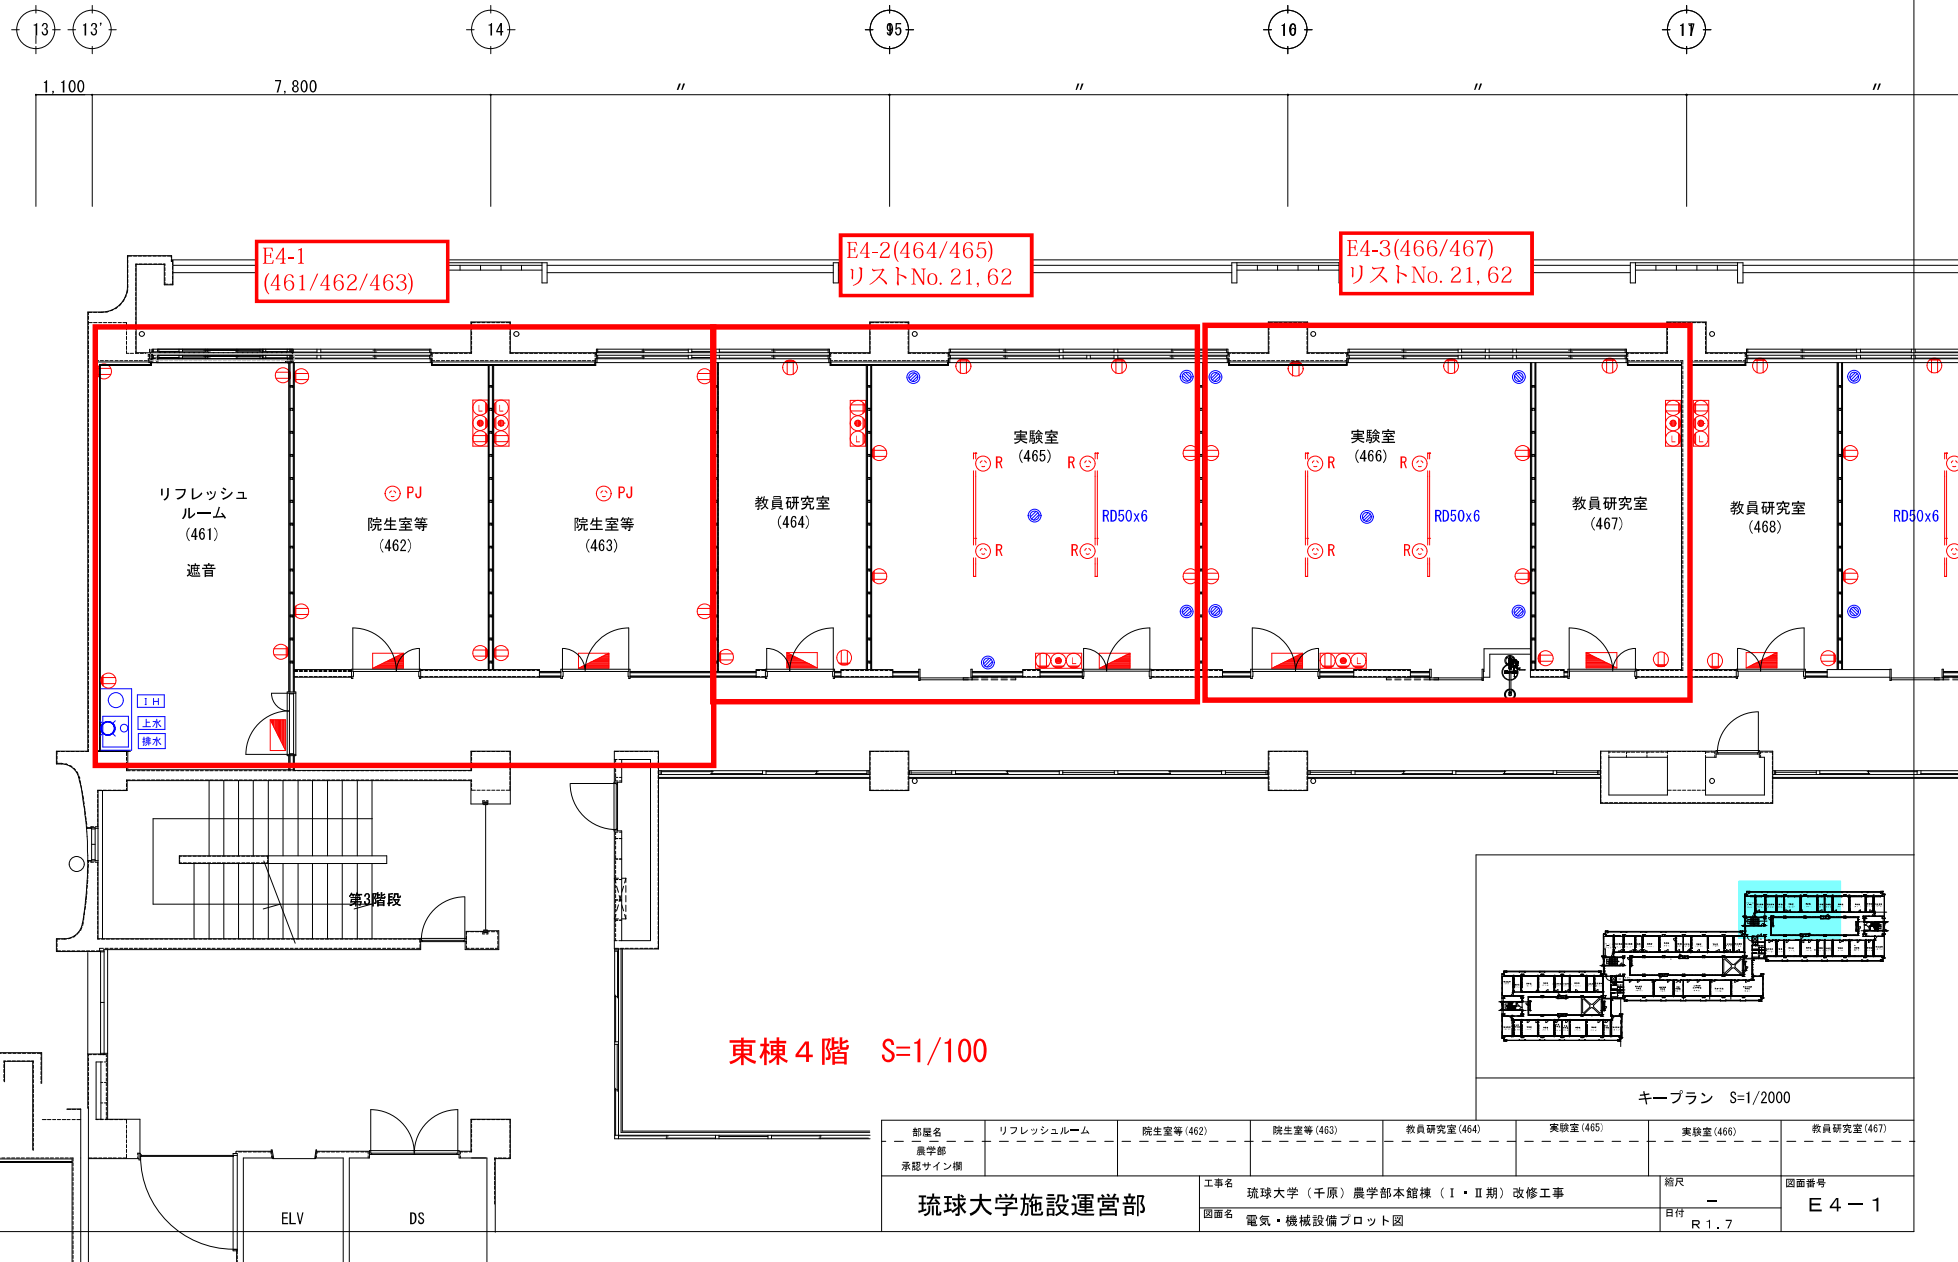 13 13' 14 15 16 17
1,100 7,800 〃 〃 〃 〃
E4-1
(461/462/463)
E4-2(464/465)
リストNo. 21, 62
E4-3(466/467)
リストNo. 21, 62
リフレッシュ
ルーム
(461)
遮音
IH
上水
排水
L L
PJ
院生室等
(462)
PJ
院生室等
(463)
L
教員研究室
(464)
実験室
(465)
R R
RD50x6
R R
L
実験室
(466)
R R
RD50x6
R R
L
L
教員研究室
(467)
L
教員研究室
(468)
RD50x6
第3階段
東棟４階 S=1/100
ELV
DS
キープラン S=1/2000
部屋名 リフレッシュルーム 院生室等(462) 院生室等(463) 教員研究室(464) 実験室(465) 実験室(466) 教員研究室(467)
農学部
承認サイン欄
琉球大学施設運営部
工事名 琉球大学（千原）農学部本館棟（Ⅰ・Ⅱ期）改修工事
図面名 電気・機械設備プロット図
縮尺 －
日付 R１.７
図面番号
Ｅ４－１